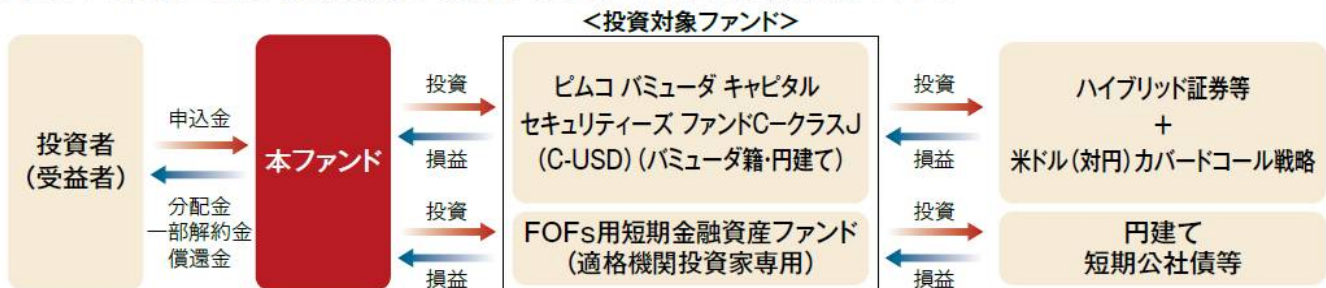 <投資対象ファンド>
投資者
(受益者)
申込金
分配金
一部解約金
償還金
本ファンド
投資
損益
投資
損益
ピムコ バミューダ キャピタル
セキュリティーズ ファンドC-クラスJ
(C-USD)(バミューダ籍・円建て)
FOFs用短期金融資産ファンド
(適格機関投資家専用)
投資
損益
投資
損益
ハイブリッド証券等
+
米ドル(対円)カバードコール戦略
円建て
短期公社債等